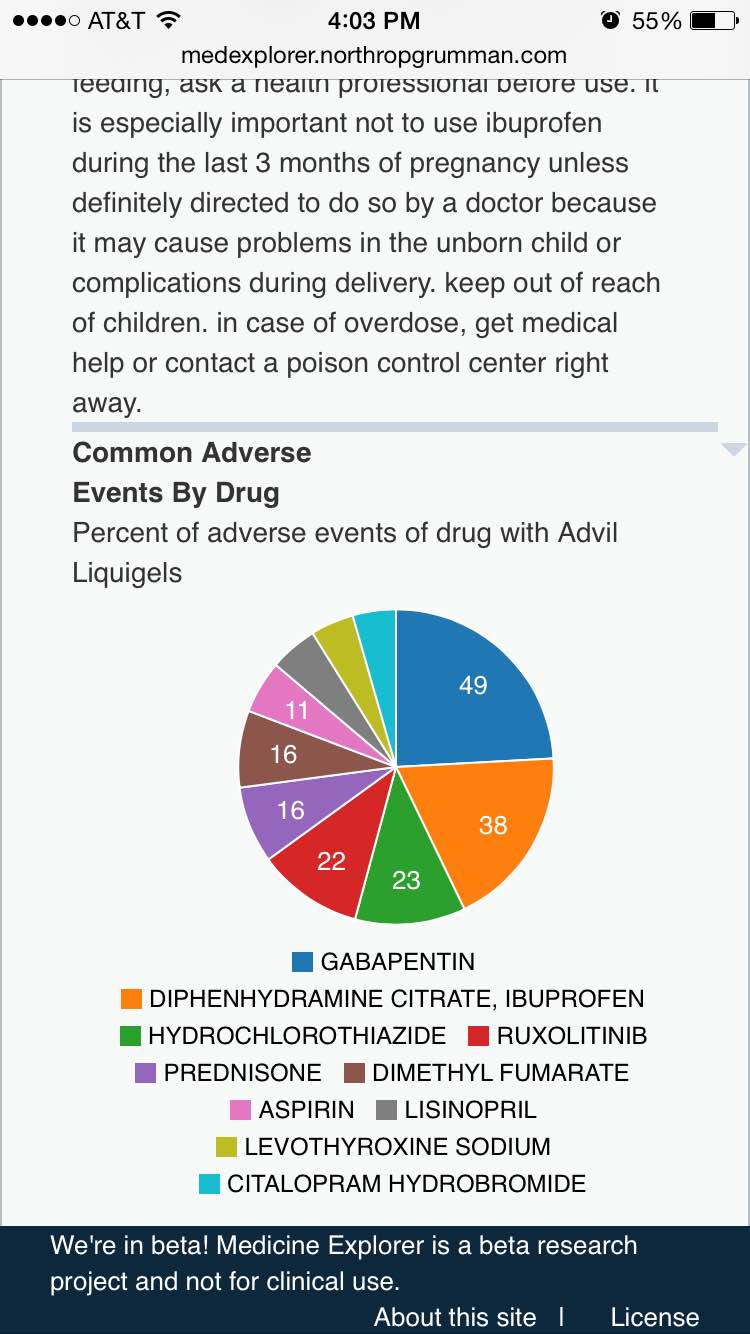 AT&T 4:03 PM 55%
medexplorer.northropgrumman.com
feeding, ask a health professional before use. It
is especially important not to use ibuprofen
during the last 3 months of pregnancy unless
definitely directed to do so by a doctor because
it may cause problems in the unborn child or
complications during delivery. keep out of reach
of children. in case of overdose, get medical
help or contact a poison control center right
away.
Common Adverse
Events By Drug
Percent of adverse events of drug with Advil
Liquigels
49
38
23
22
16
16
11
GABAPENTIN
DIPHENHYDRAMINE CITRATE, IBUPROFEN
HYDROCHLOROTHIAZIDE RUXOLITINIB
PREDNISONE DIMETHYL FUMARATE
ASPIRIN LISINOPRIL
LEVOTHYROXINE SODIUM
CITALOPRAM HYDROBROMIDE
We're in beta! Medicine Explorer is a beta research
project and not for clinical use.
About this site | License